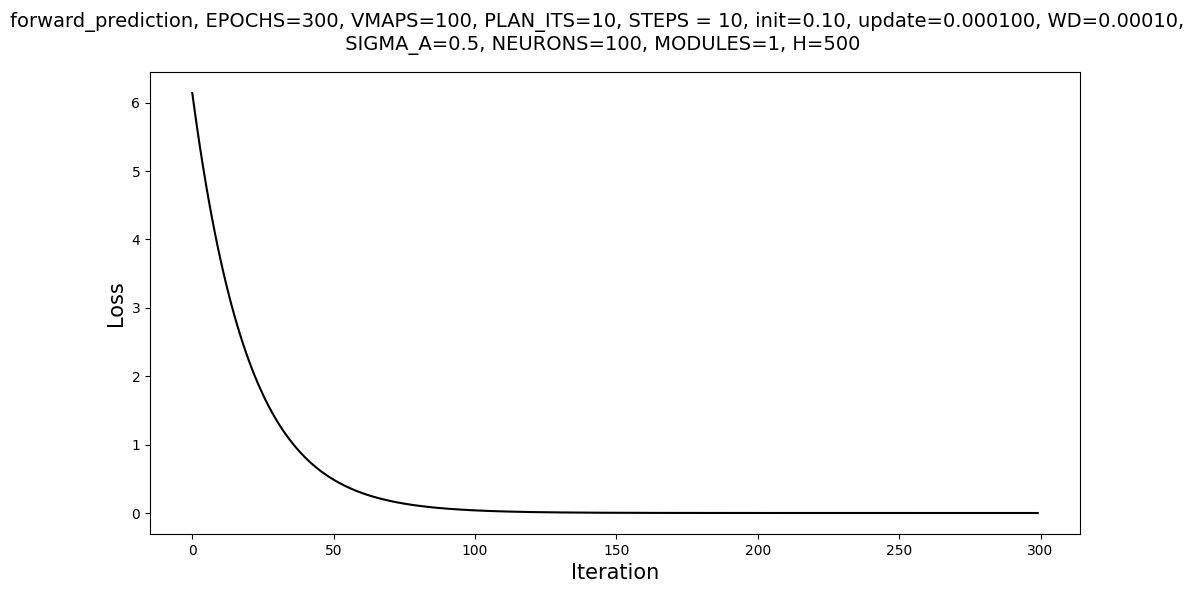 forward_prediction, EPOCHS=300, VMAPS=100, PLAN_ITS=10, STEPS = 10, init=0.10, update=0.000100, WD=0.00010,
SIGMA_A=0.5, NEURONS=100, MODULES=1, H=500
6
5
4
3
2
1
0
Loss
0 50 100 150 200 250 300
Iteration